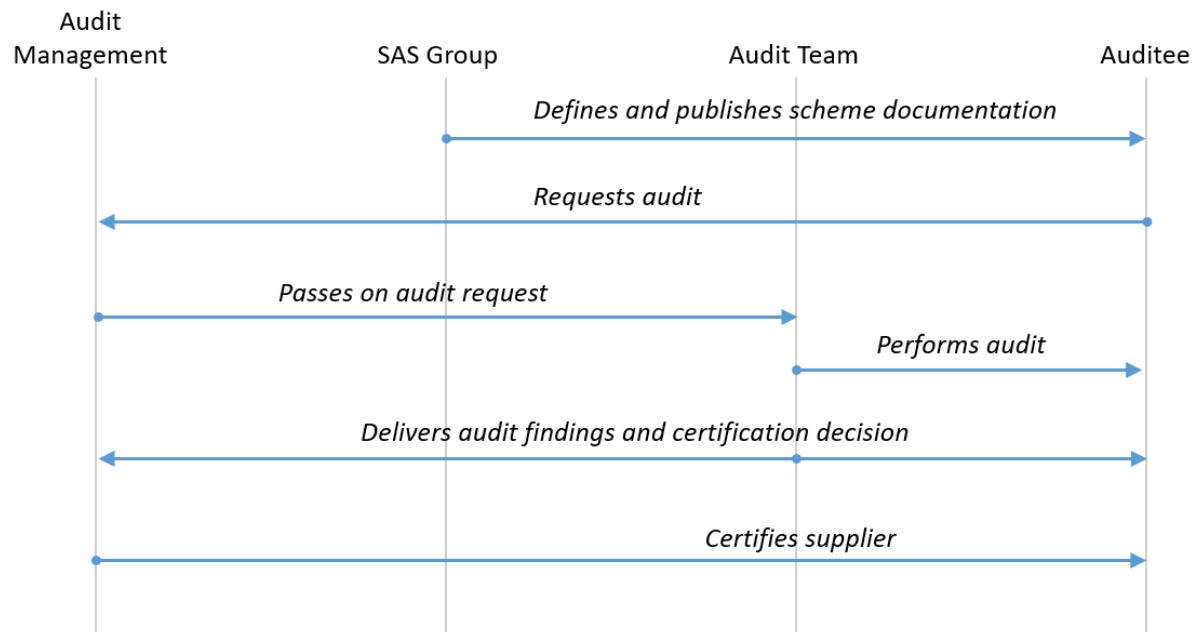 Audit
Management
SAS Group
Audit Team
Auditee
Defines and publishes scheme documentation
Requests audit
Passes on audit request
Performs audit
Delivers audit findings and certification decision
Certifies supplier